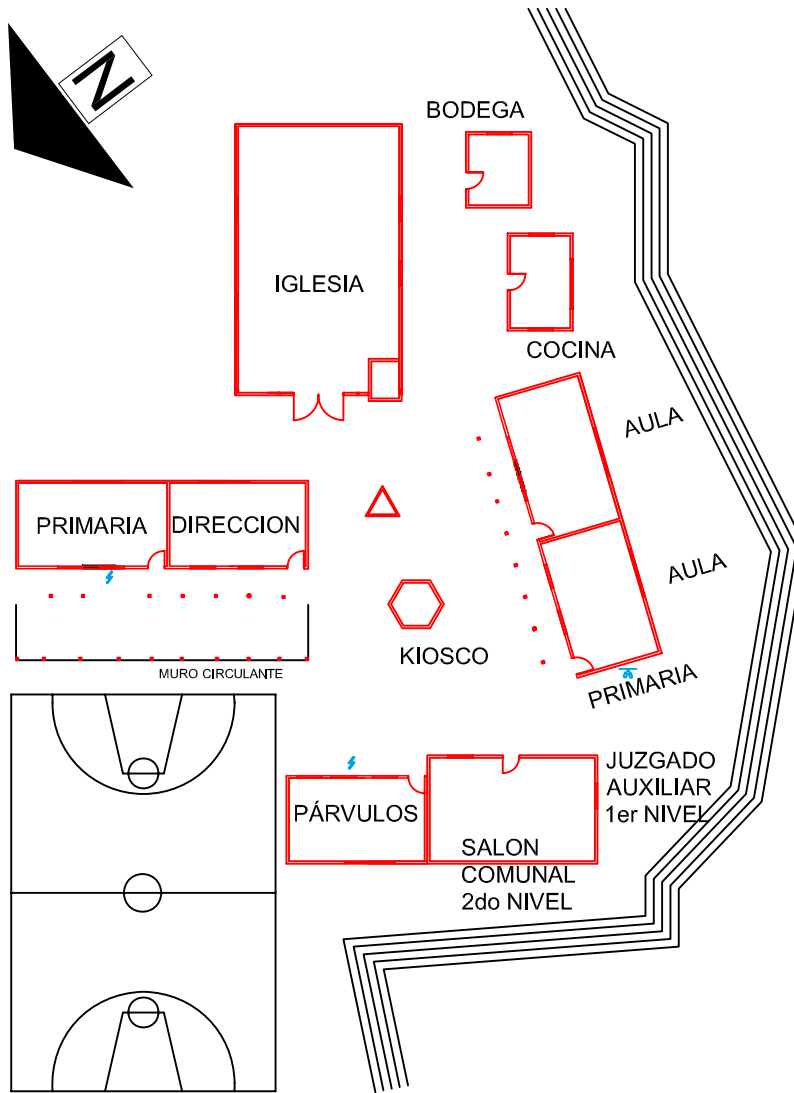 N
BODEGA
IGLESIA
COCINA
AULA
PRIMARIA
DIRECCION
AULA
KIOSCO
MURO CIRCULANTE
PRIMARIA
JUZGADO
AUXILIAR
1er NIVEL
PÁRVULOS
SALON
COMUNAL
2do NIVEL